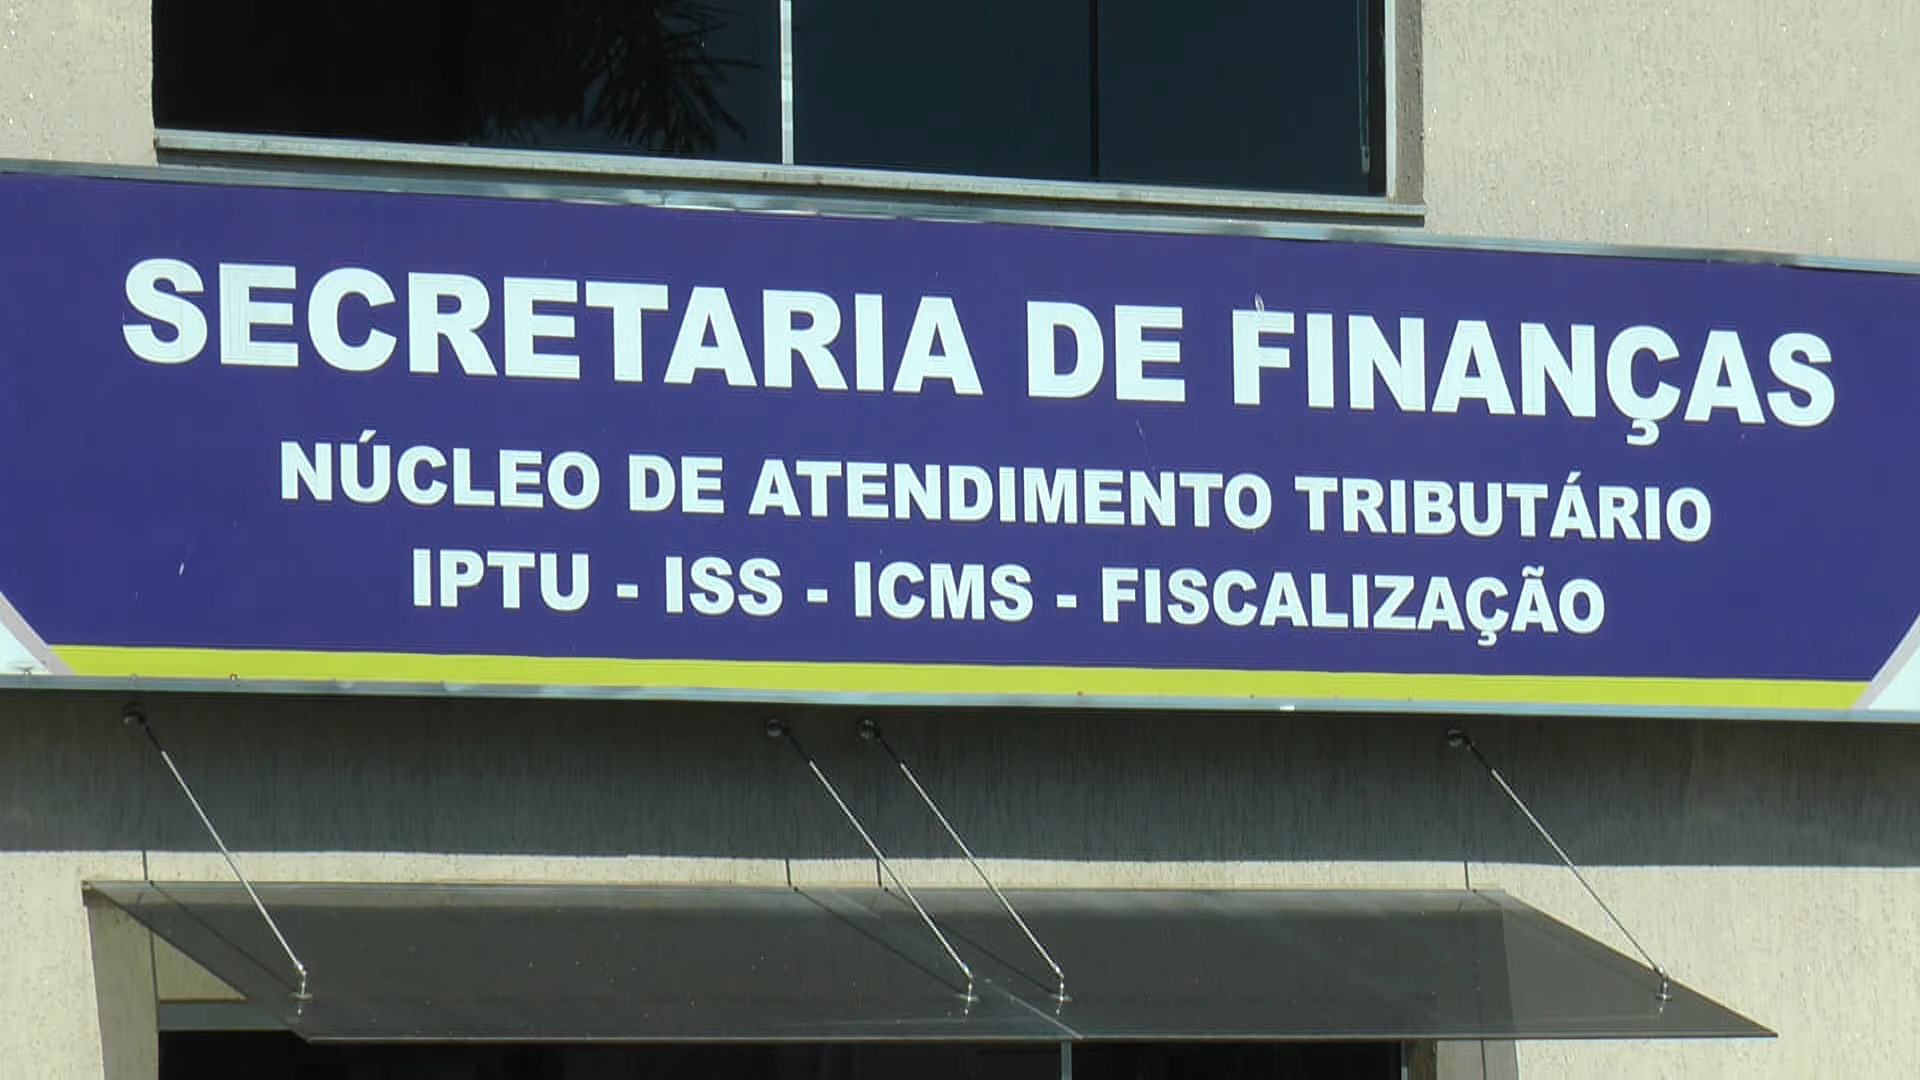 SECRETARIA DE FINANÇAS
NÚCLEO DE ATENDIMENTO TRIBUTÁRIO
IPTU - ISS - ICMS - FISCALIZAÇÃO